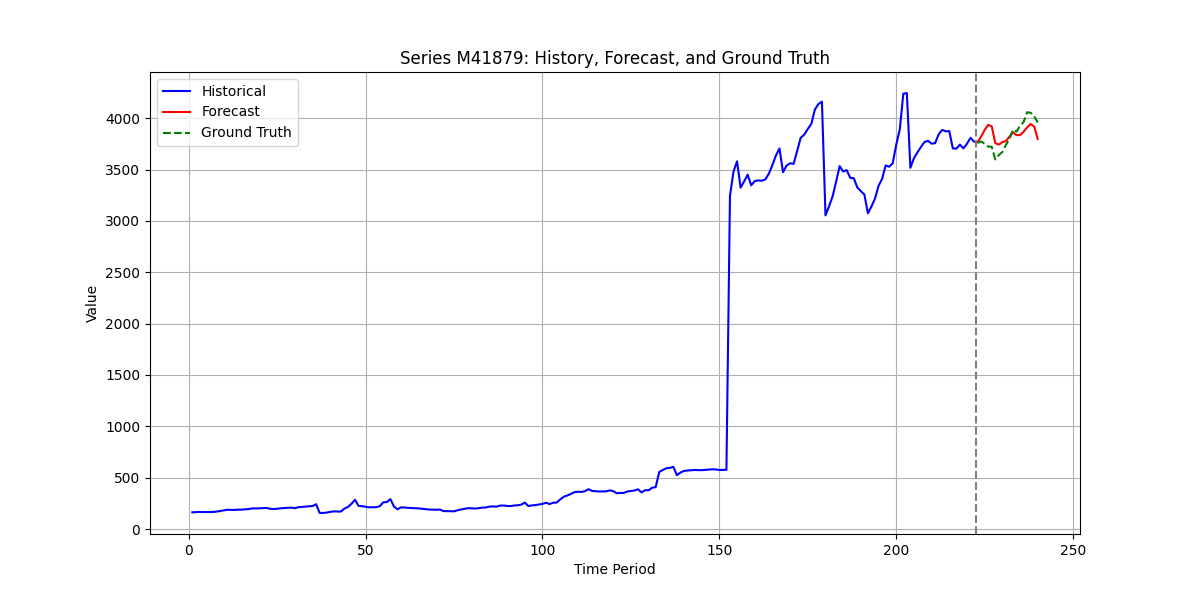 Series M41879: History, Forecast, and Ground Truth
Historical
Forecast
Ground Truth
4000
3500
3000
2500
2000
1500
1000
500
0
Value
0 50 100 150 200 250
Time Period